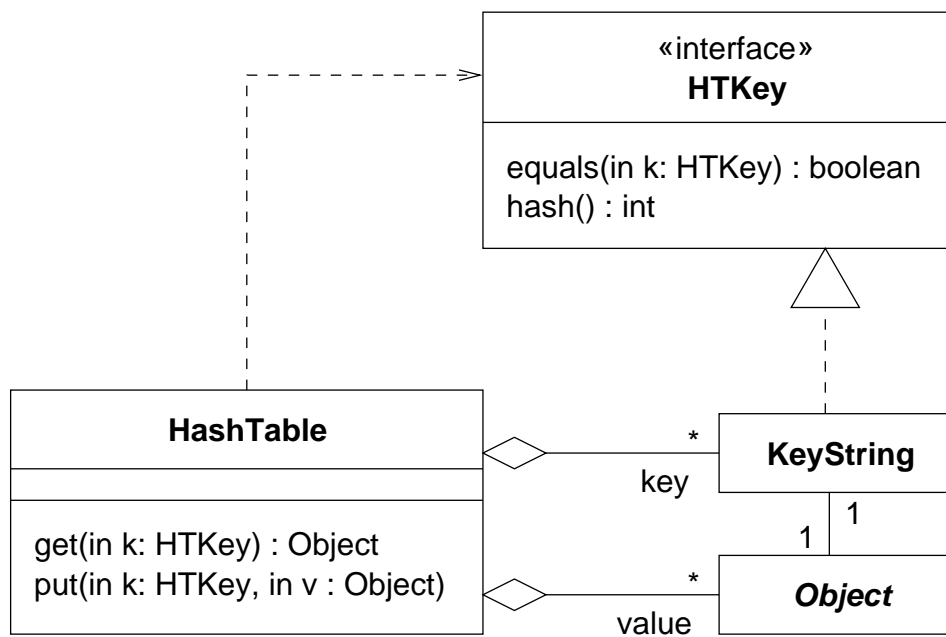 «interface»
HTKey
equals(in k: HTKey) : boolean
hash() : int
HashTable
get(in k: HTKey) : Object
put(in k: HTKey, in v : Object)
*
key
KeyString
1
1
*
value
Object